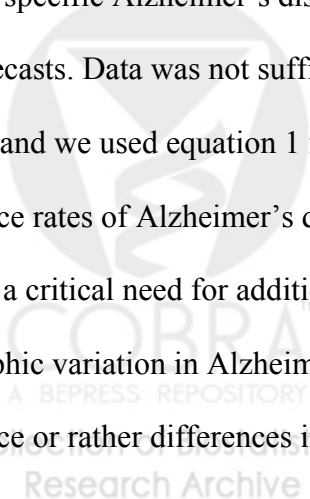 specific Alzheimer's dis
ecasts. Data was not suffi
and we used equation 1 f
ce rates of Alzheimer's d
a critical need for additi
COBRA
phic variation in Alzheim
A BEPRESS REPOSITORY
ce or rather differences i
Collection of Biostatistics
Research Archive